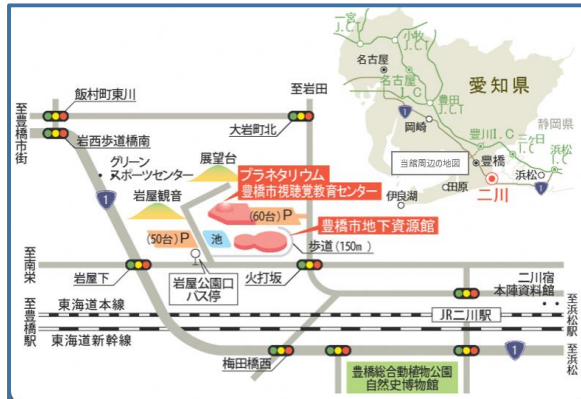 一宮
J.C.T
小牧
J.C.T
名古屋
名古屋
I.C
豊田
J.C.T
愛知県
静岡県
1
岡崎
豊川I.C
三ケ日
J.C.T
浜松
I.C
当館周辺の地図
豊橋
浜松
田原
二川
伊良湖
1
至豊橋市街
飯村町東川
至岩田
岩西歩道橋南
大岩町北
グリーン
スポーツセンター
展望台
プラネタリウム
豊橋市視聴覚教育センター
岩屋観音
1
(60台)P
豊橋市地下資源館
(50台)P
池
歩道(150m)
至南栄
岩屋下
岩屋公園口
バス停
火打坂
二川宿
本陣資料館
至豊橋駅
東海道本線
JR二川駅
至浜松駅
東海道新幹線
梅田橋西
1
至浜松
豊橋総合動植物公園
自然史博物館